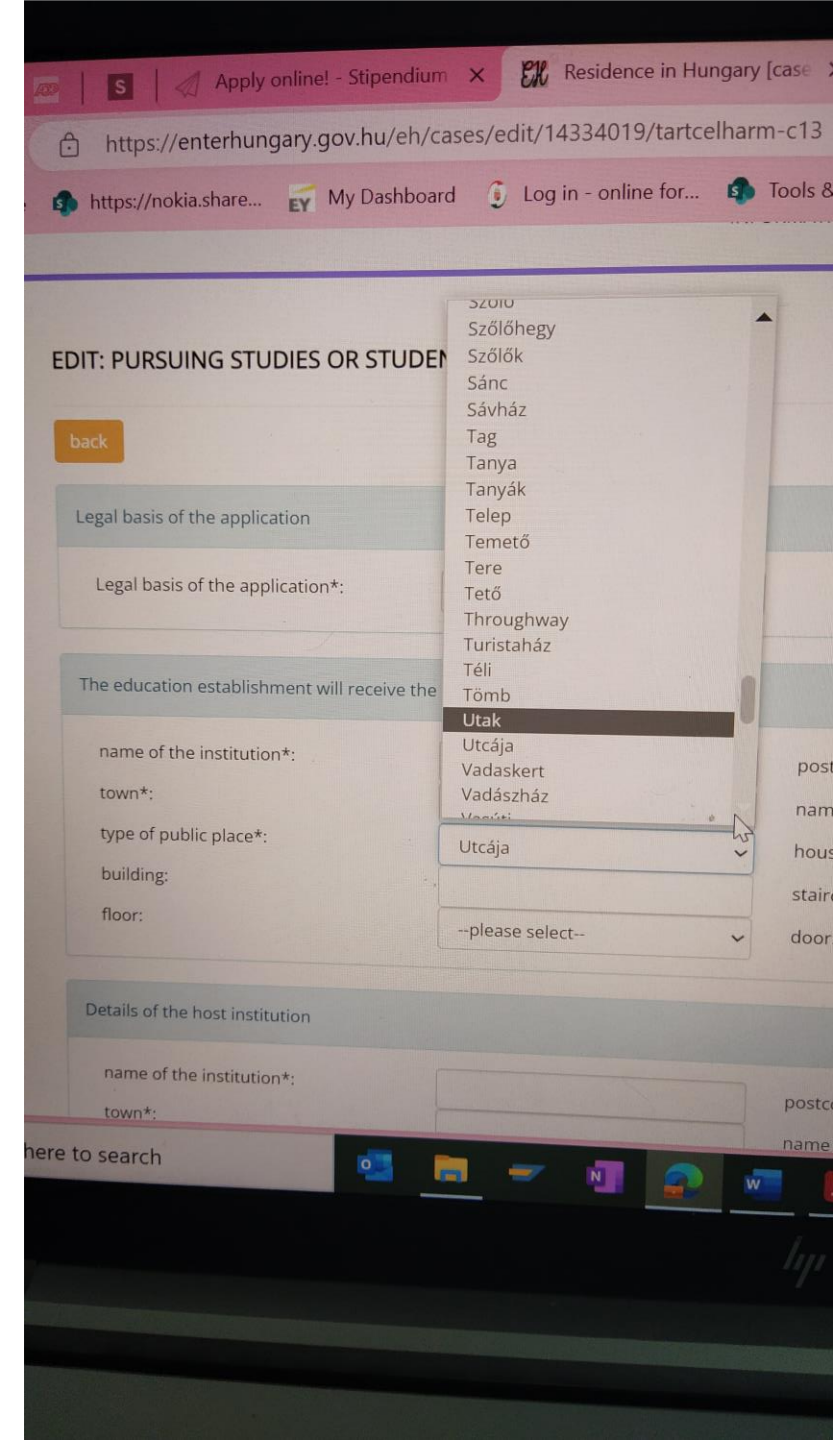 S
Apply online! - Stipendium
EH Residence in Hungary [case
https://enterhungary.gov.hu/eh/cases/edit/14334019/tartcelharm-c13
https://nokia.share...
EY My Dashboard
Log in - online for...
S Tools &
EDIT: PURSUING STUDIES OR STUDEN
back
Legal basis of the application
Legal basis of the application*:
The education establishment will receive the
name of the institution*:
town*:
type of public place*:
building:
floor:
Szőlőhegy
Szőlők
Sánc
Sávház
Tag
Tanya
Tanyák
Telep
Temető
Tere
Tető
Throughway
Turistaház
Téli
Tömb
Utak
Utcája
Vadaskert
Vadászház
Utcája
--please select--
post
nam
hous
stairc
door
Details of the host institution
name of the institution*:
town*:
postco
name
here to search
N
W
hp